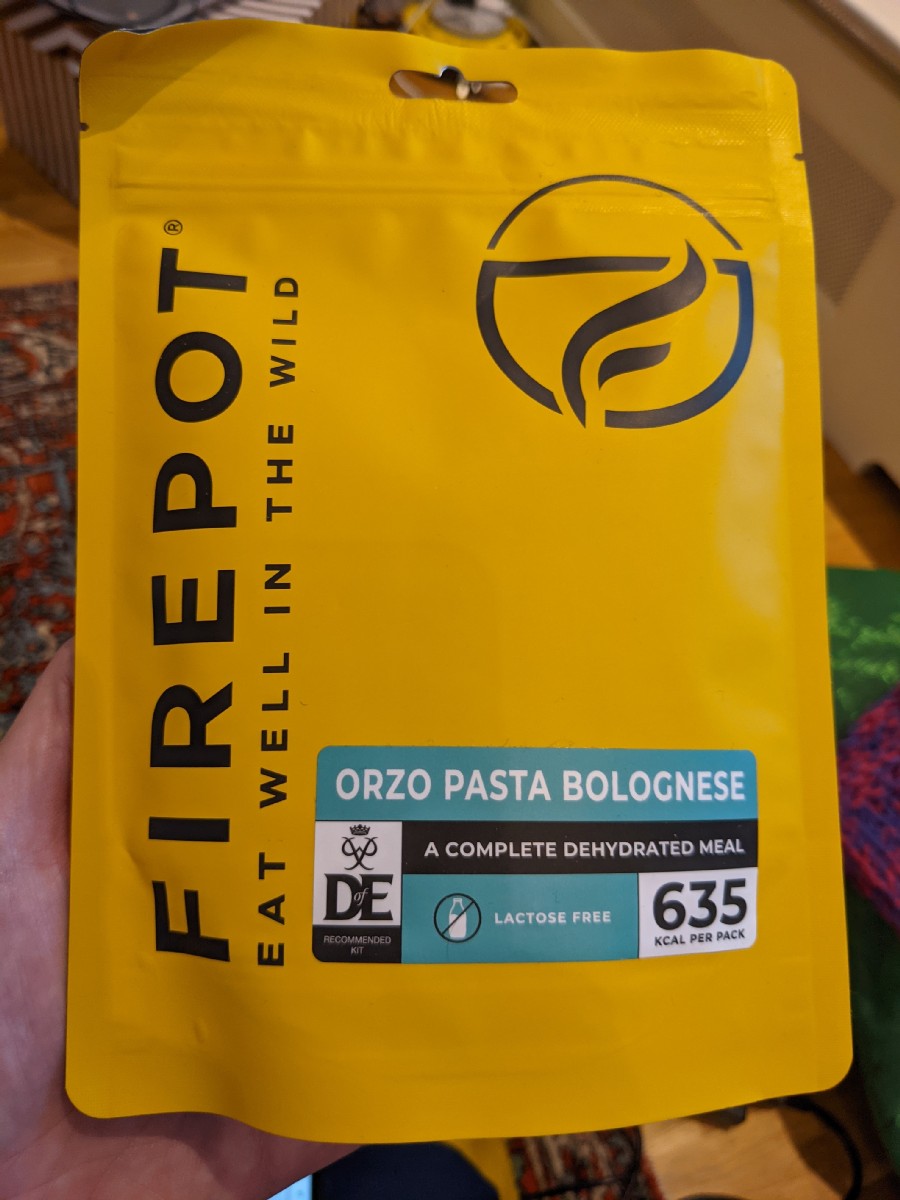 FIREPOT®
EAT WELL IN THE WILD
ORZO PASTA BOLOGNESE
A COMPLETE DEHYDRATED MEAL
DofE
RECOMMENDED
KIT
LACTOSE FREE
635
KCAL PER PACK